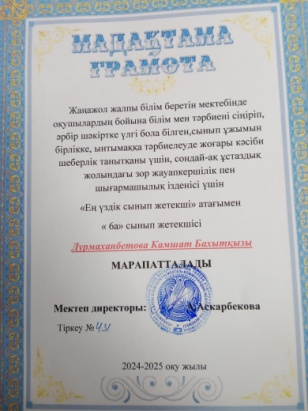 МАДАҚТАМА
ГРАМОТА
Жаңажол жалпы білім беретін мектебінде
оқушылардың бойына білім мен тәрбиені сіңіріп,
әрбір шәкіртке үлгі бола білген,сынып ұжымын
бірлікке, ынтымаққа тәрбиелеуде жоғары кәсіби
шеберлік танытқаны үшін, сондай-ақ ұстаздық
жолындағы зор жауапкершілік пен
шығармашылық ізденісі үшін
«Ең үздік сынып жетекші» атағымен
« 6а» сынып жетекшісі
Дурмаханбетова Камшат Бахытқызы
МАРАПАТТАЛАДЫ
Мектеп директоры: Аскарбекова
Тіркеу № 431
2024-2025 оқу жылы